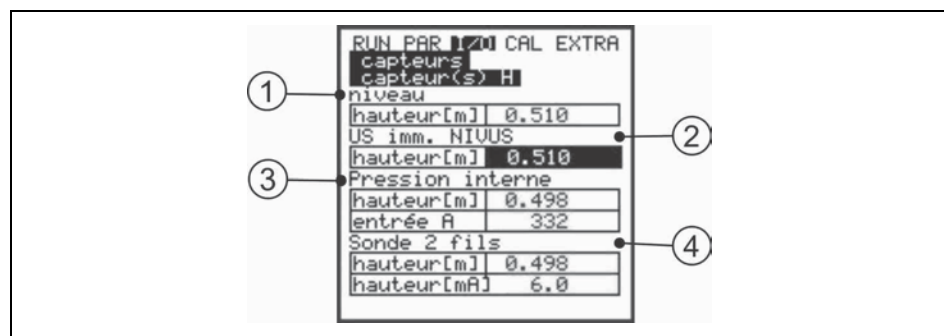 RUN PAR I/O CAL EXTRA
capteurs
capteur(s) H
1
niveau
hauteur[m] 0.510
US imm. NIVUS
2
hauteur[m] 0.510
3
Pression interne
hauteur[m] 0.498
entrée A 332
Sonde 2 fils
4
hauteur[m] 0.498
hauteur[mA] 6.0